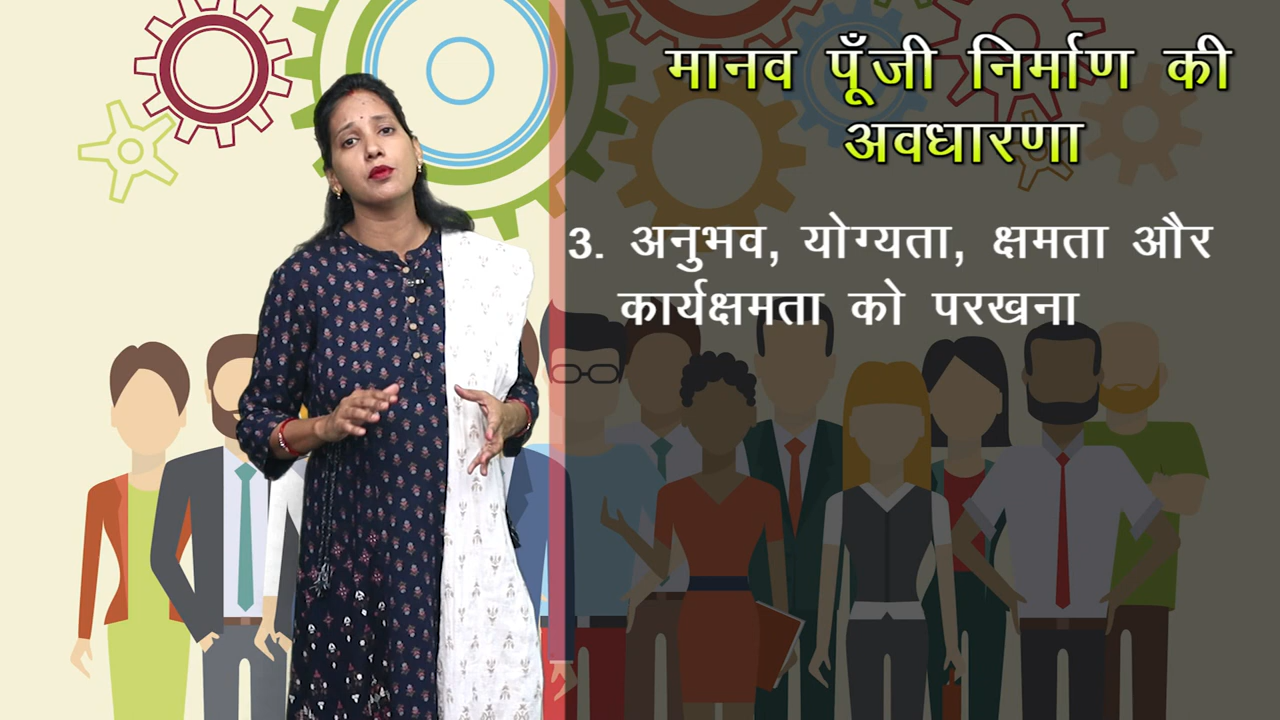 मानव पूँजी निर्माण की
अवधारणा
3. अनुभव, योग्यता, क्षमता और
कार्यक्षमता को परखना